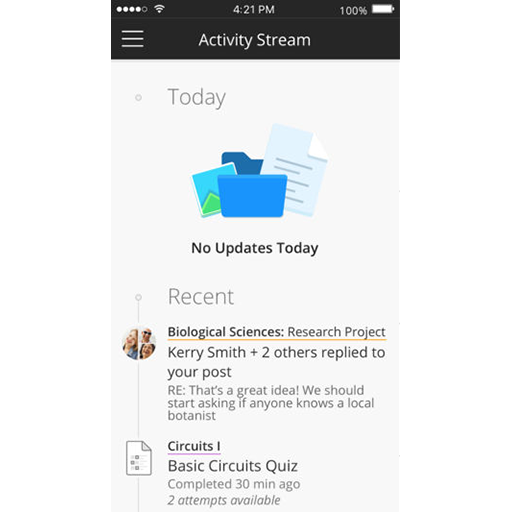 4:21 PM
100%
Activity Stream
Today
No Updates Today
Recent
Biological Sciences: Research Project
Kerry Smith + 2 others replied to
your post
RE: That's a great idea! We should
start asking if anyone knows a local
botanist
Circuits I
Basic Circuits Quiz
Completed 30 min ago
2 attempts available